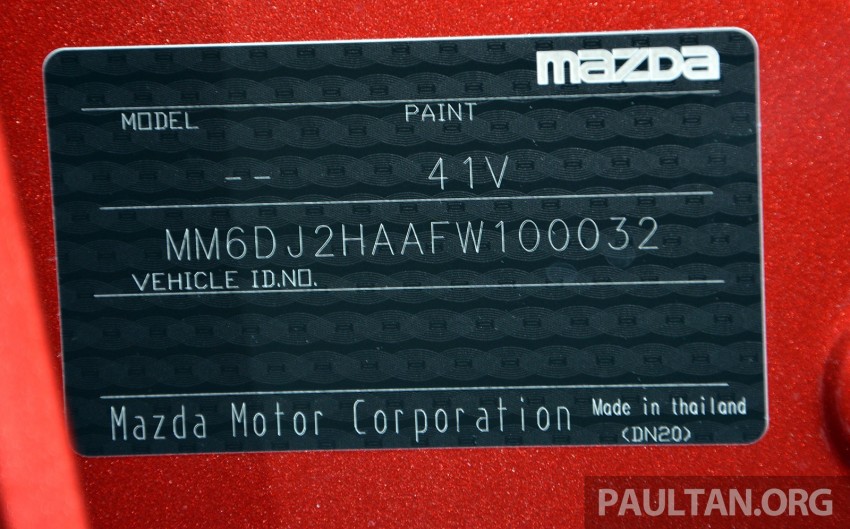 mazda
MODEL PAINT
-- 41V
MM6DJ2HAAFW100032
VEHICLE ID.NO.
Mazda Motor Corporation Made in thailand
(DN20)
PAULTAN.ORG